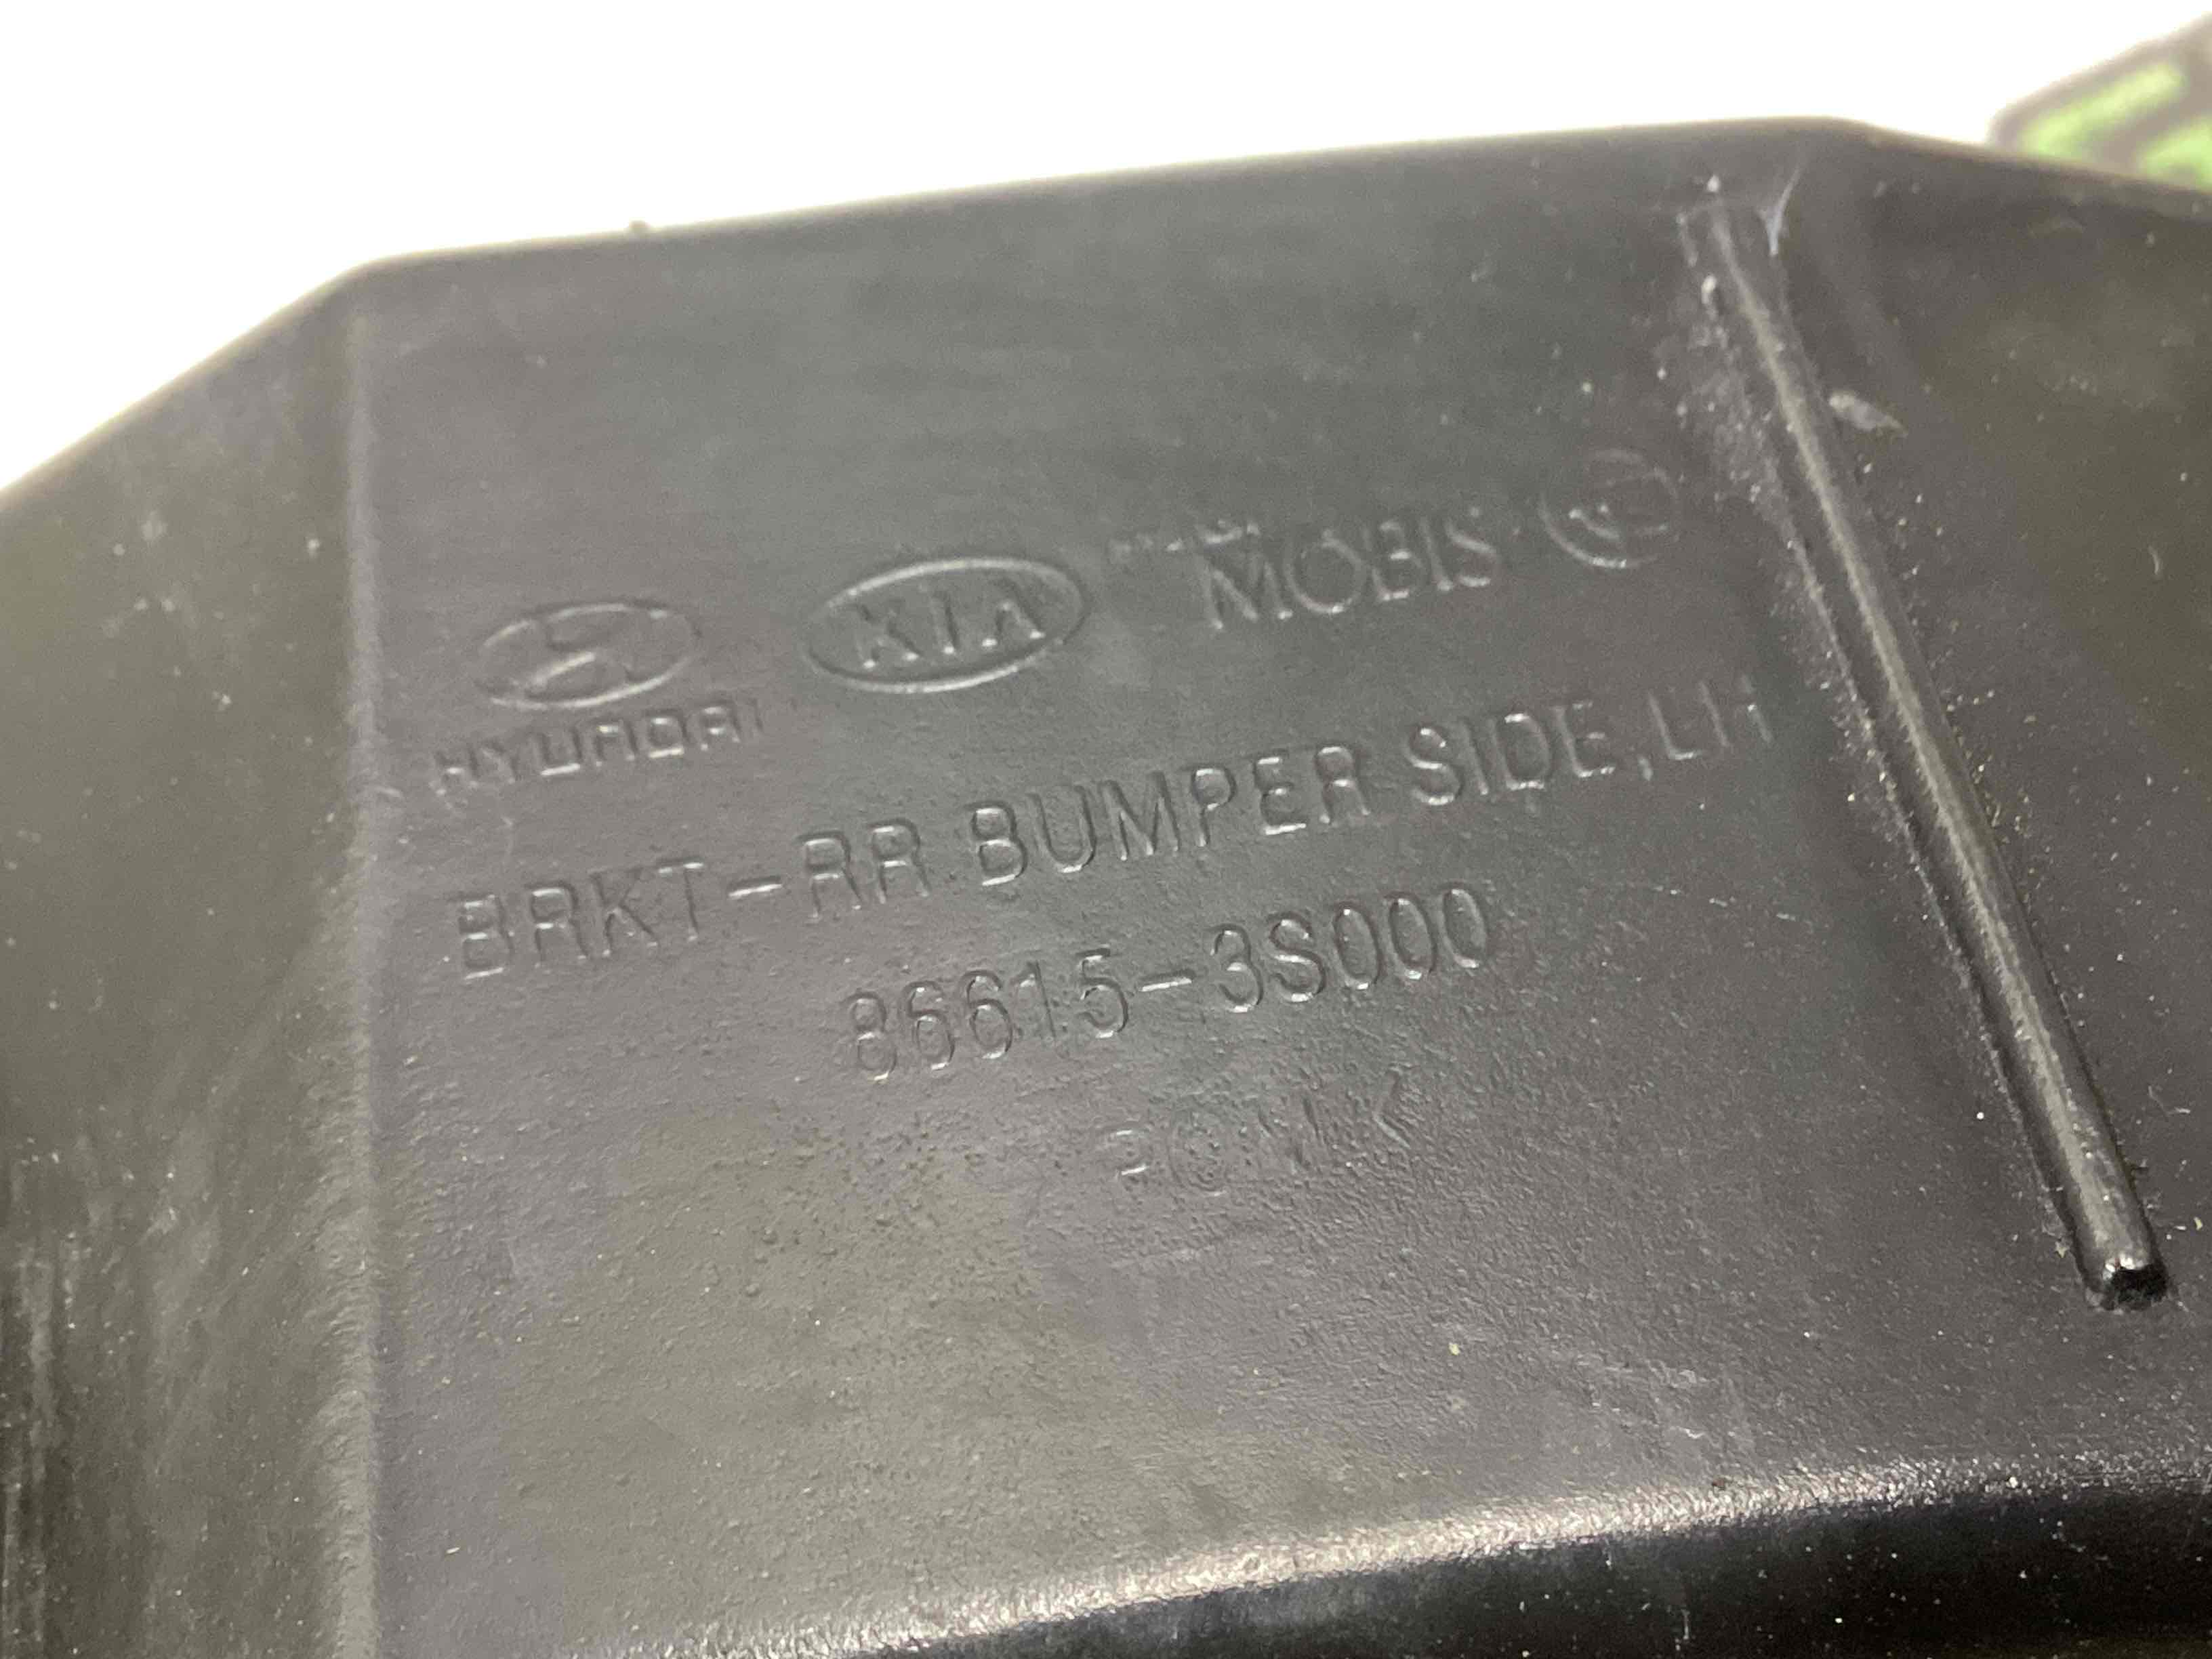 HYUNDAI
KIA
MOBIS
BRKT-RR BUMPER SIDE,LH
86615-3S000